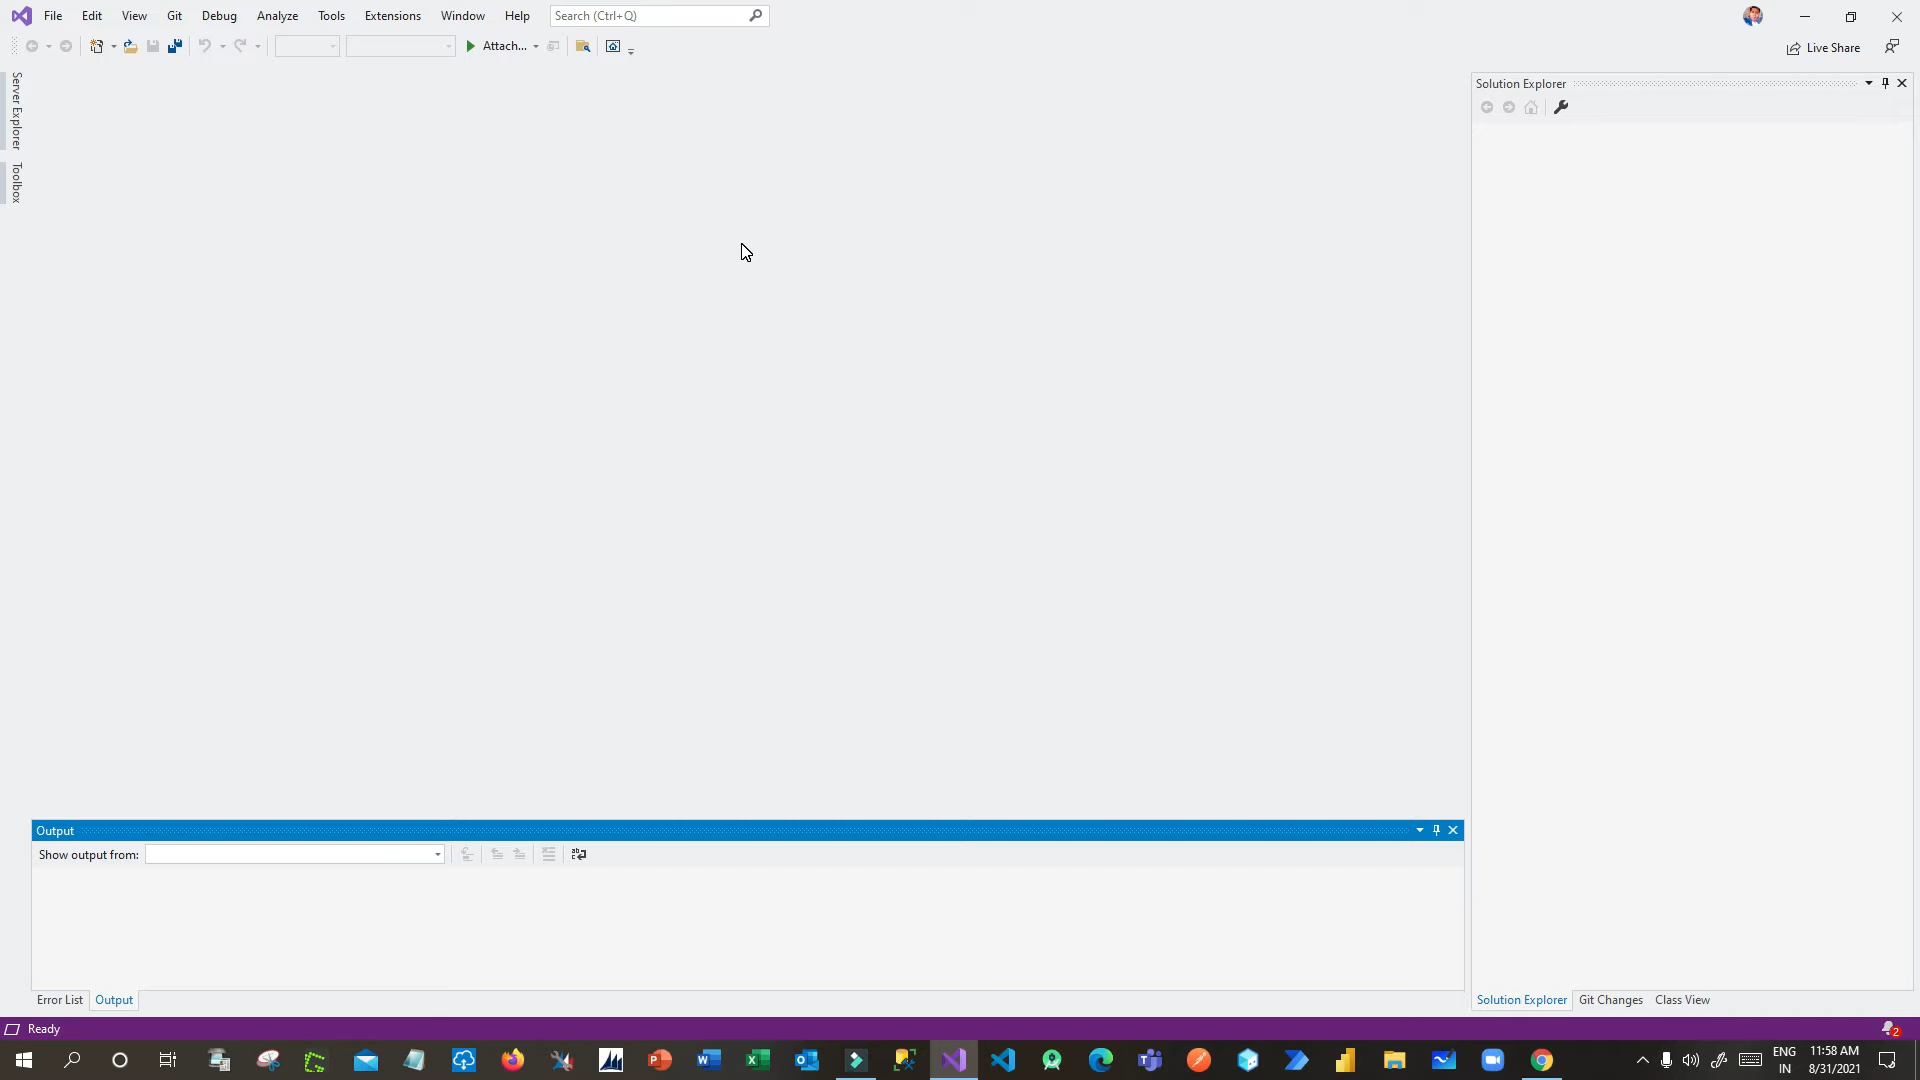 File Edit View Git Debug Analyze Tools Extensions Window Help Search (Ctrl+Q)
Attach...
Live Share
Server Explorer
Toolbox
Solution Explorer
Output
Show output from:
Error List Output
Solution Explorer Git Changes Class View
Ready
2
ENG
IN
11:58 AM
8/31/2021